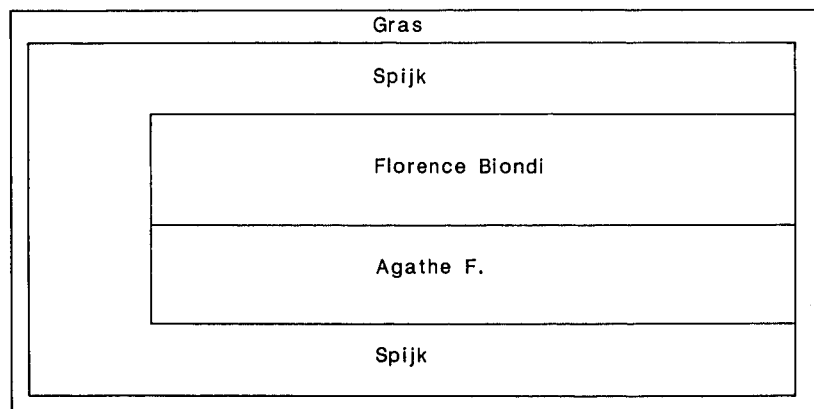 Gras
Spijk
Florence Biondi
Agathe F.
Spijk